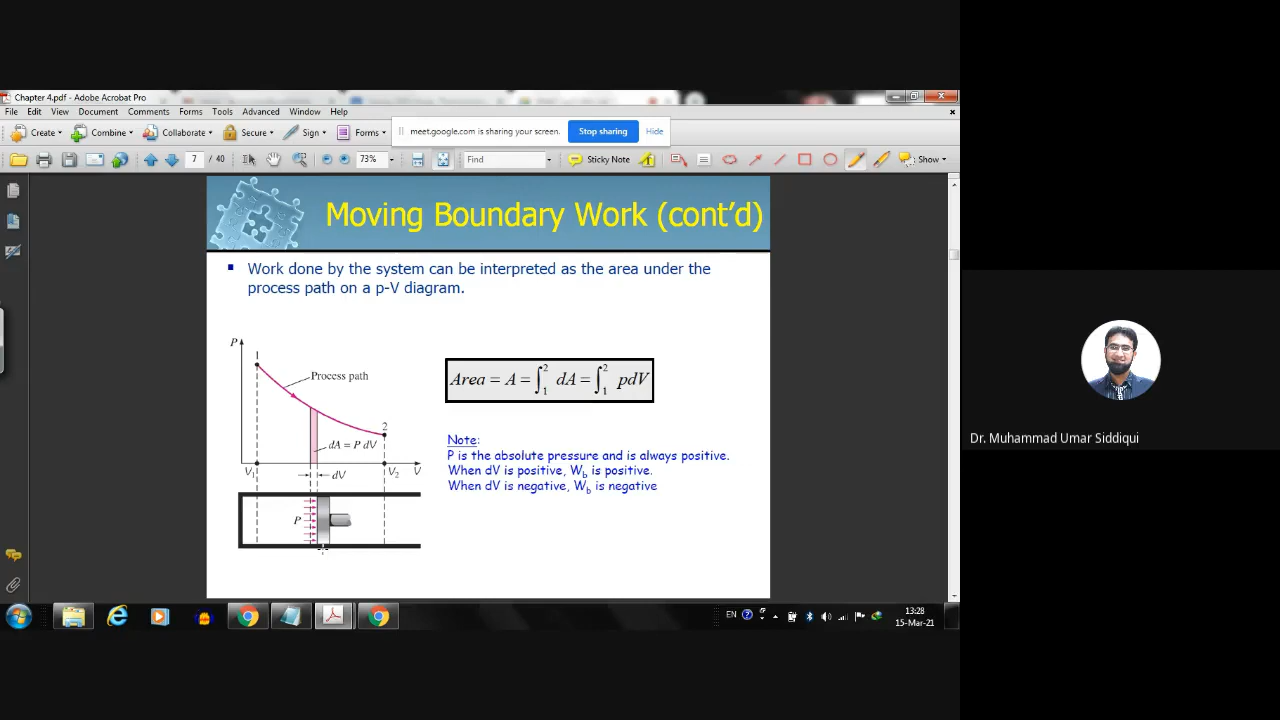 Chapter 4.pdf - Adobe Acrobat Pro
File Edit View Document Comments Forms Tools Advanced Window Help
Create Combine Collaborate Secure Sign Forms
meet.google.com is sharing your screen. Stop sharing Hide
7 / 40 73% Find Sticky Note Show
Moving Boundary Work (cont'd)
Work done by the system can be interpreted as the area under the
process path on a p-V diagram.
P
1
Process path
2
dA = P dV
V1 V2 V
dV
P
Area = A = ∫₁² dA = ∫₁² pdV
Note:
P is the absolute pressure and is always positive.
When dV is positive, Wb is positive.
When dV is negative, Wb is negative
Dr. Muhammad Umar Siddiqui
EN
13:28
15-Mar-21